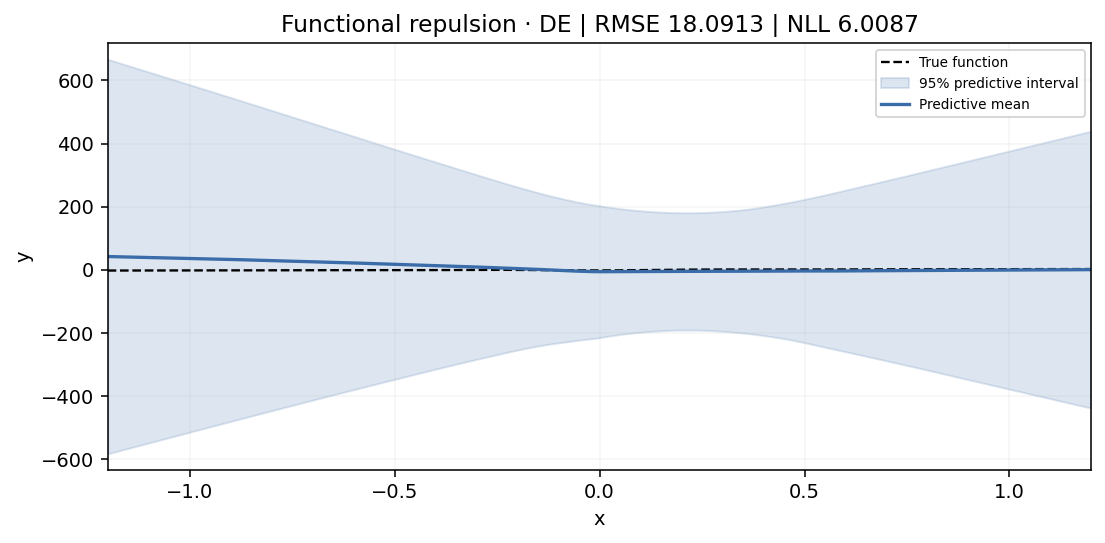 Functional repulsion · DE | RMSE 18.0913 | NLL 6.0087
True function
95% predictive interval
Predictive mean
600
400
200
0
−200
−400
−600
y
−1.0 −0.5 0.0 0.5 1.0
x